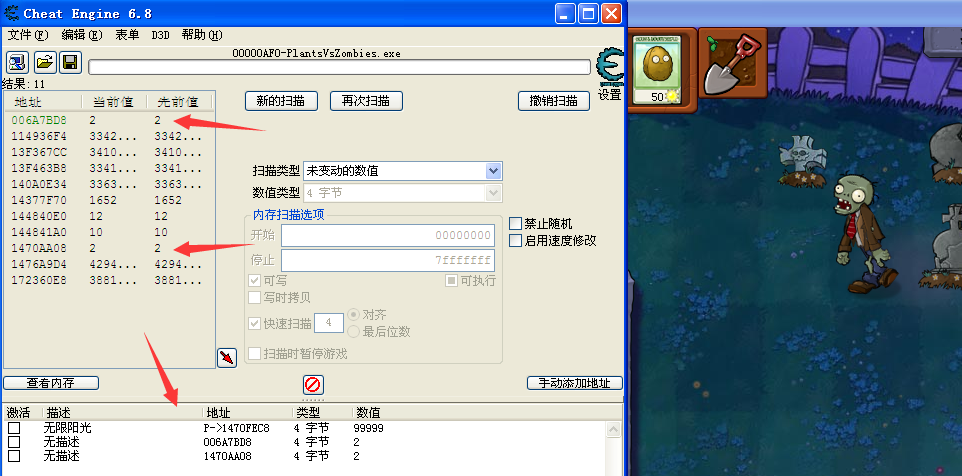 Cheat Engine 6.8
文件(F) 编辑(E) 表单 D3D 帮助(H)
00000AF0-PlantsVsZombies.exe
结果: 11
设置
地址 当前值 先前值
006A7BD8 2 2
114936F4 3342... 3342...
13F367CC 3410... 3410...
13F463B8 3341... 3341...
140A0E34 3363... 3363...
14377F70 1652 1652
144840E0 12 12
144841A0 10 10
1470AA08 2 2
1476A9D4 4294... 4294...
172360E8 3881... 3881...
新的扫描 再次扫描 撤销扫描
扫描类型 未变动的数值
数值类型 4 字节
内存扫描选项
开始 00000000
停止 7fffffff
可写 可执行
写时拷贝
快速扫描 4 对齐
最后位数
扫描时暂停游戏
禁止随机
启用速度修改
查看内存 手动添加地址
激活 描述 地址 类型 数值
无限阳光 P->1470FEC8 4 字节 99999
无描述 006A7BD8 4 字节 2
无描述 1470AA08 4 字节 2
50